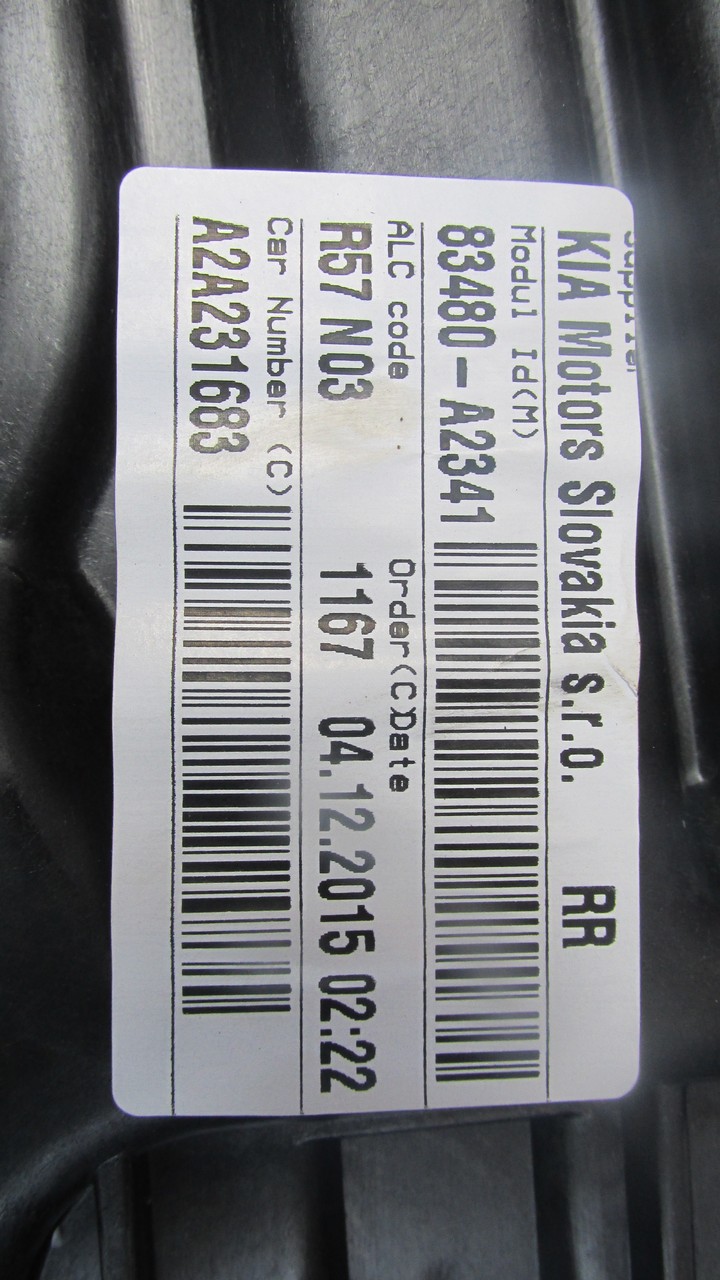 Supplier
KIA Motors Slovakia s.r.o. RR
Modul Id(M)
83480-A2341
ALC code Order(C)Date
R57 N03 1167 04.12.2015 02:22
Car Number (C)
A2A231683